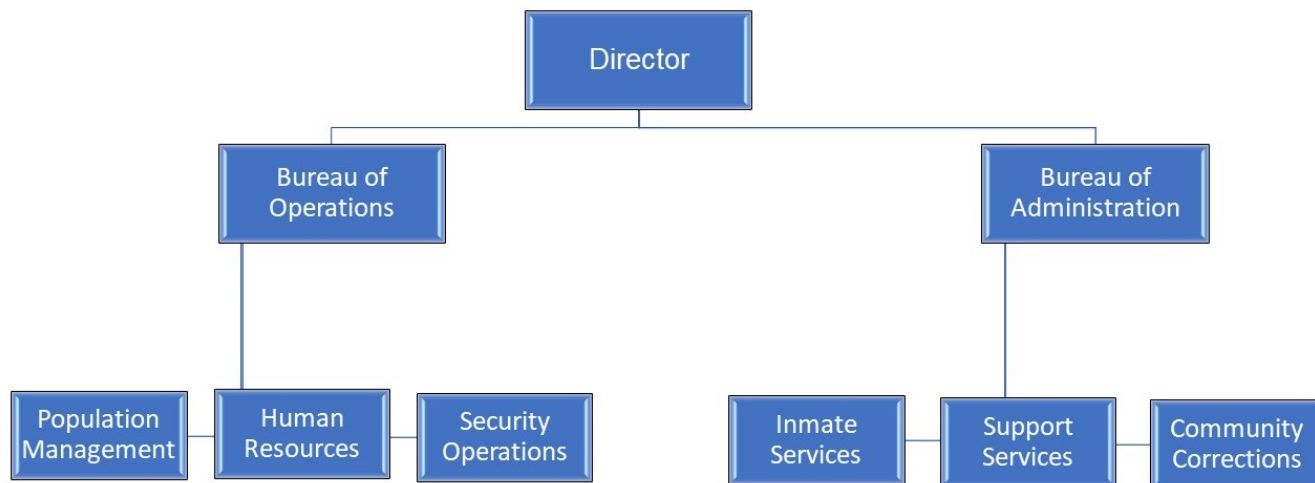 Director
Bureau of
Operations
Bureau of
Administration
Population
Management
Human
Resources
Security
Operations
Inmate
Services
Support
Services
Community
Corrections